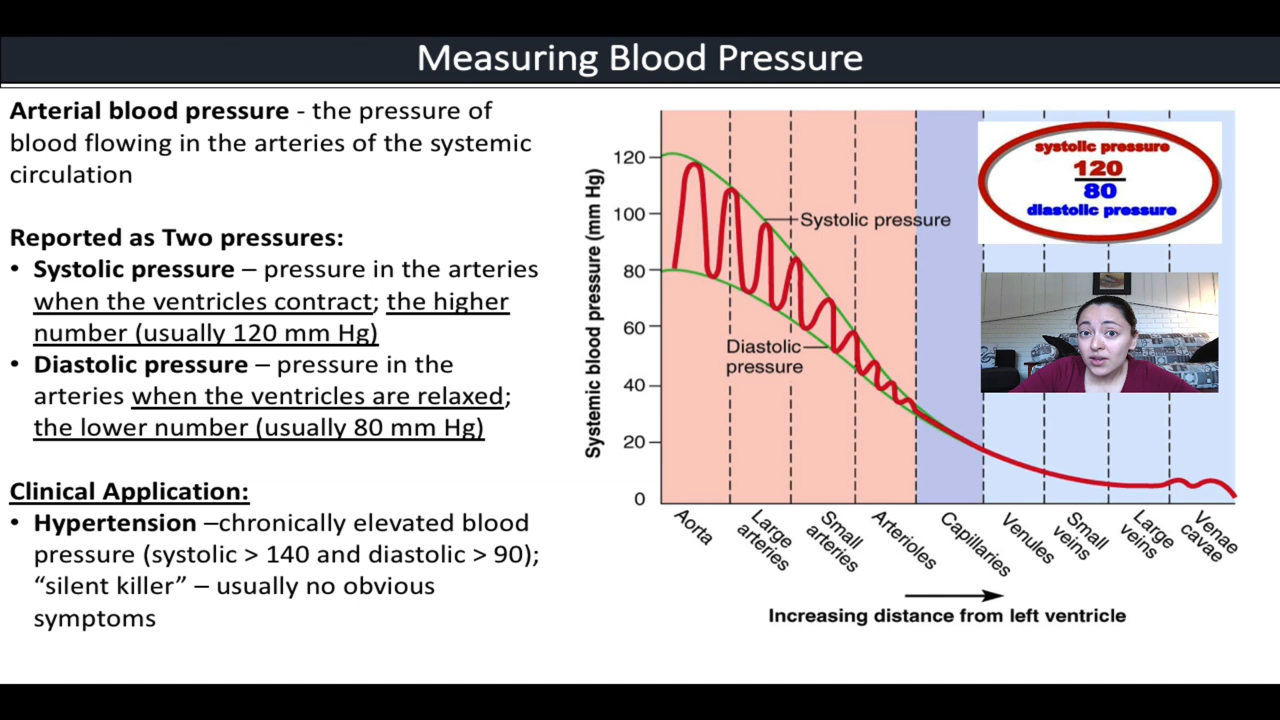 Measuring Blood Pressure
Arterial blood pressure - the pressure of
blood flowing in the arteries of the systemic
circulation
Reported as Two pressures:
• Systolic pressure – pressure in the arteries
when the ventricles contract; the higher
number (usually 120 mm Hg)
• Diastolic pressure – pressure in the
arteries when the ventricles are relaxed;
the lower number (usually 80 mm Hg)
Clinical Application:
• Hypertension –chronically elevated blood
pressure (systolic > 140 and diastolic > 90);
“silent killer” – usually no obvious
symptoms
Systemic blood pressure (mm Hg)
120
100
80
60
40
20
0
Systolic pressure
Diastolic
pressure
systolic pressure
120
80
diastolic pressure
Aorta
Large
arteries
Small
arteries
Arterioles
Capillaries
Venules
Small
veins
Large
veins
Venae
cavae
Increasing distance from left ventricle